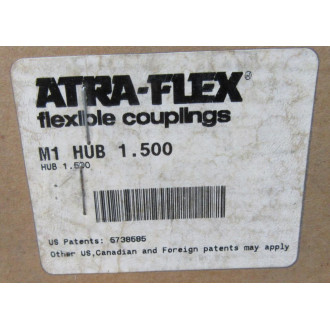 ATRA-FLEX®
flexible couplings
M1 HUB 1.500
HUB 1.500
US Patents: 6738585
Other US,Canadian and Foreign patents may apply